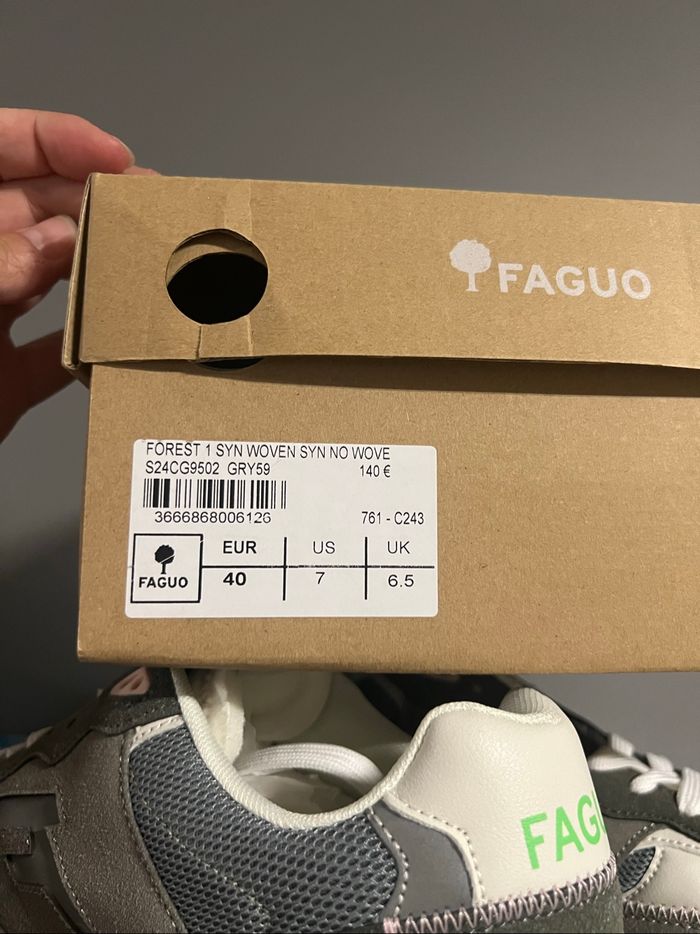 FAGUO
FOREST 1 SYN WOVEN SYN NO WOVE
S24CG9502 GRY59 140 €
3666868006126 761 - C243
EUR US UK
FAGUO 40 7 6.5
FAGU